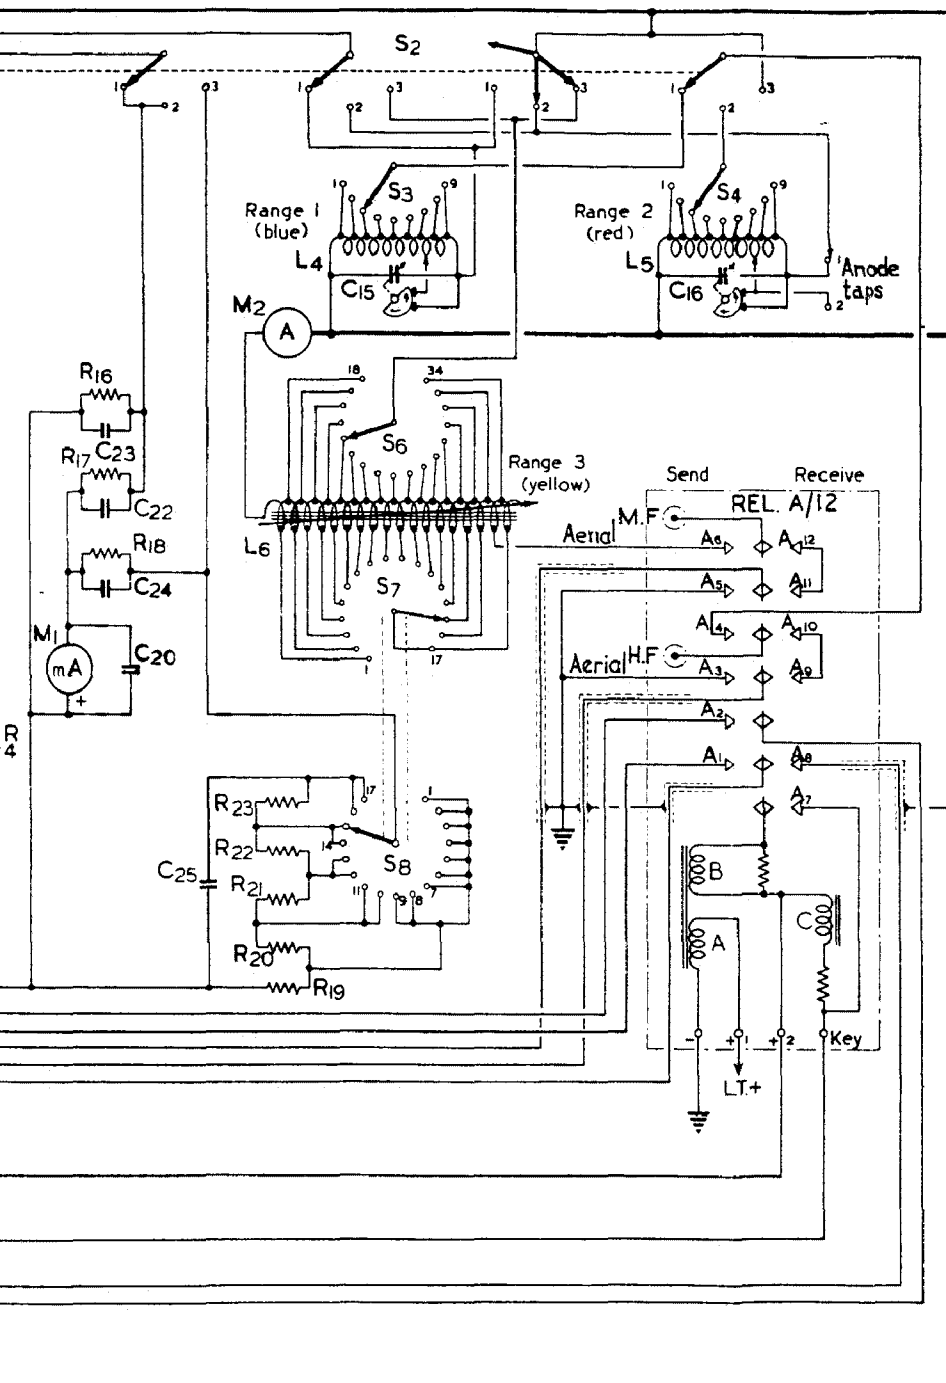 S2
1 2 3 1 2 3 1 2 3 1 2 3
1 S3 9
1 S4 9
Range 1
(blue)
Range 2
(red)
L4
L5
C15
C16
1 Anode
taps
2
M2
A
R16
C23
18
34
S6
R17
C22
Range 3
(yellow)
Send
Receive
REL. A/12
M.F
Aerial
A6
A12
L6
R18
C24
S7
A5
A11
M1
mA
+
C20
A4
A10
H.F
Aerial
A3
A9
17
1
A2
R
4
A1
A8
R23
17
1
A7
R22
14
S8
C25
R21
11
9
8
7
B
C
A
R20
R19
-
+1
+2
Key
L.T.+